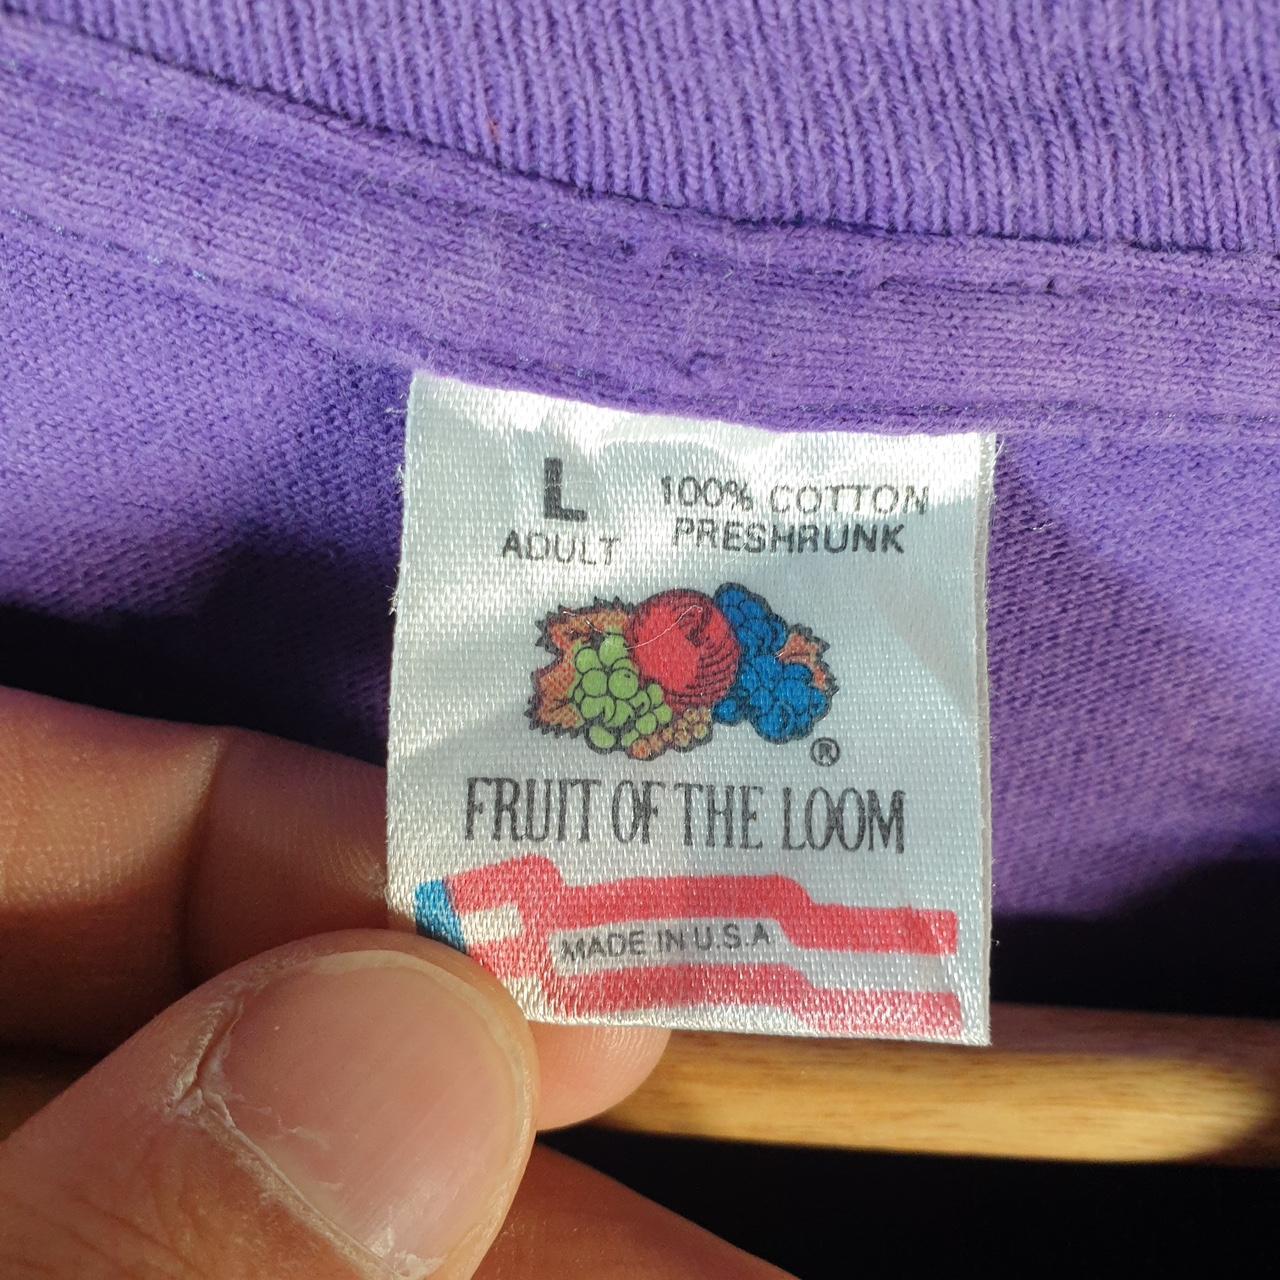 L
ADULT
100% COTTON
PRESHRUNK
®
FRUIT OF THE LOOM
MADE IN U.S.A